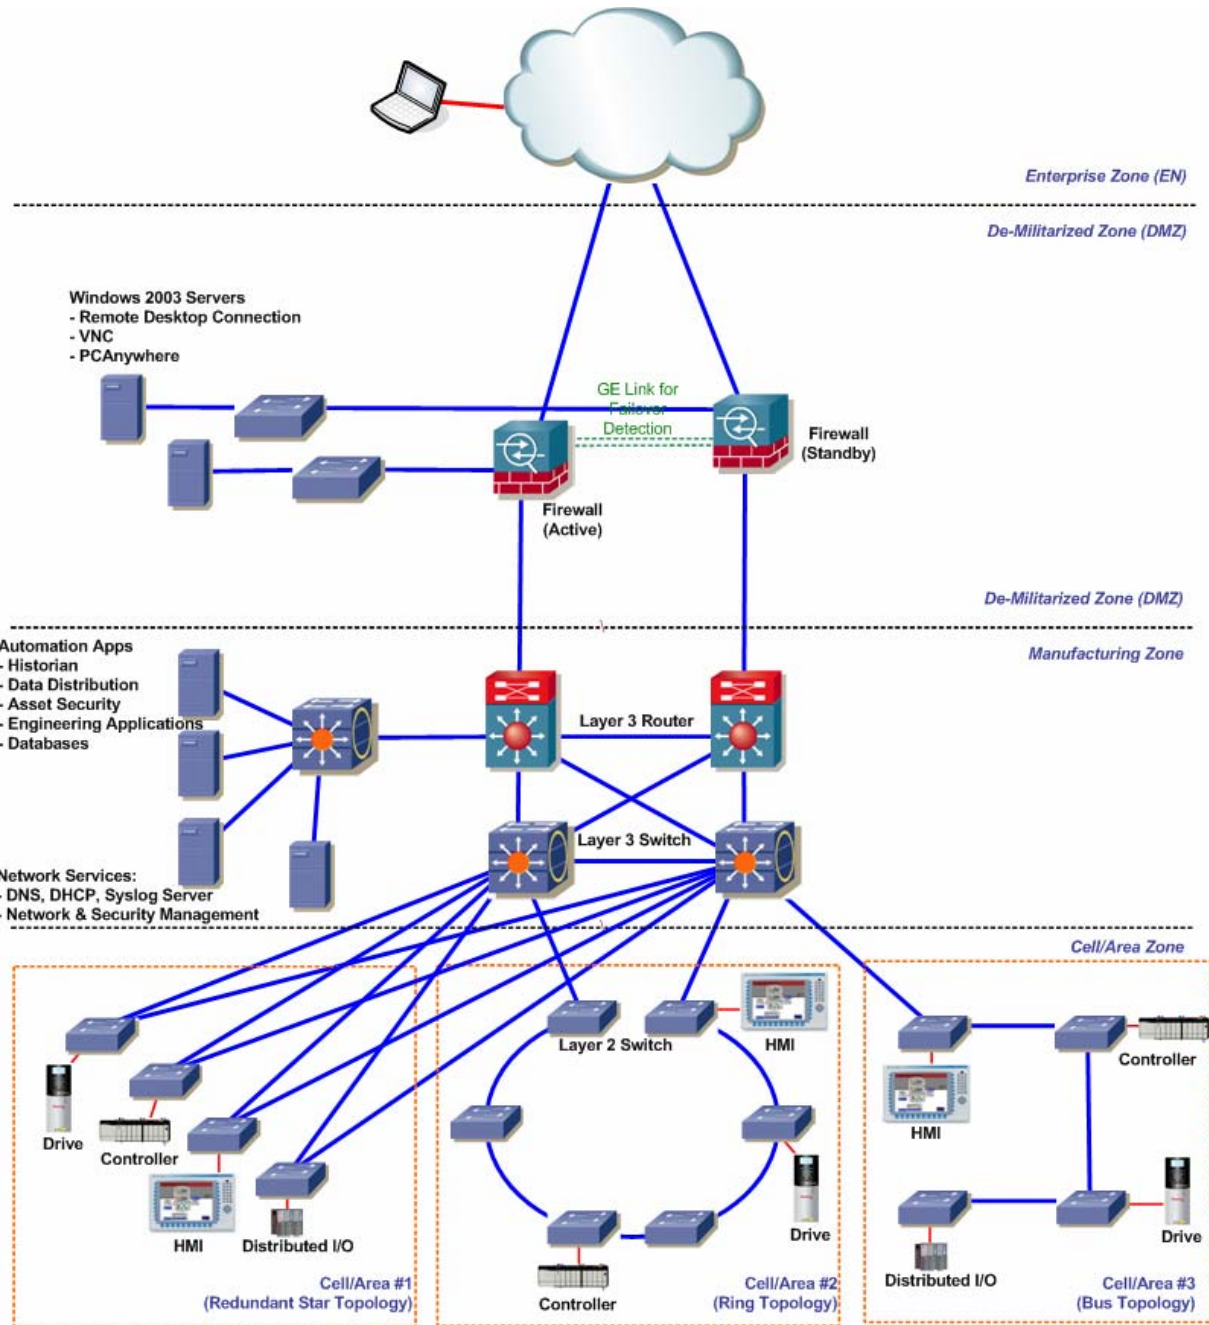 Enterprise Zone (EN)
De-Militarized Zone (DMZ)
Windows 2003 Servers
- Remote Desktop Connection
- VNC
- PCAnywhere
GE Link for
Failover
Detection
Firewall
(Standby)
Firewall
(Active)
De-Militarized Zone (DMZ)
Manufacturing Zone
Automation Apps
- Historian
- Data Distribution
- Asset Security
- Engineering Applications
- Databases
Layer 3 Router
Layer 3 Switch
Network Services:
- DNS, DHCP, Syslog Server
- Network & Security Management
Cell/Area Zone
Drive
Controller
HMI
Distributed I/O
Cell/Area #1
(Redundant Star Topology)
Layer 2 Switch
HMI
Drive
Controller
Cell/Area #2
(Ring Topology)
Controller
HMI
Drive
Distributed I/O
Cell/Area #3
(Bus Topology)